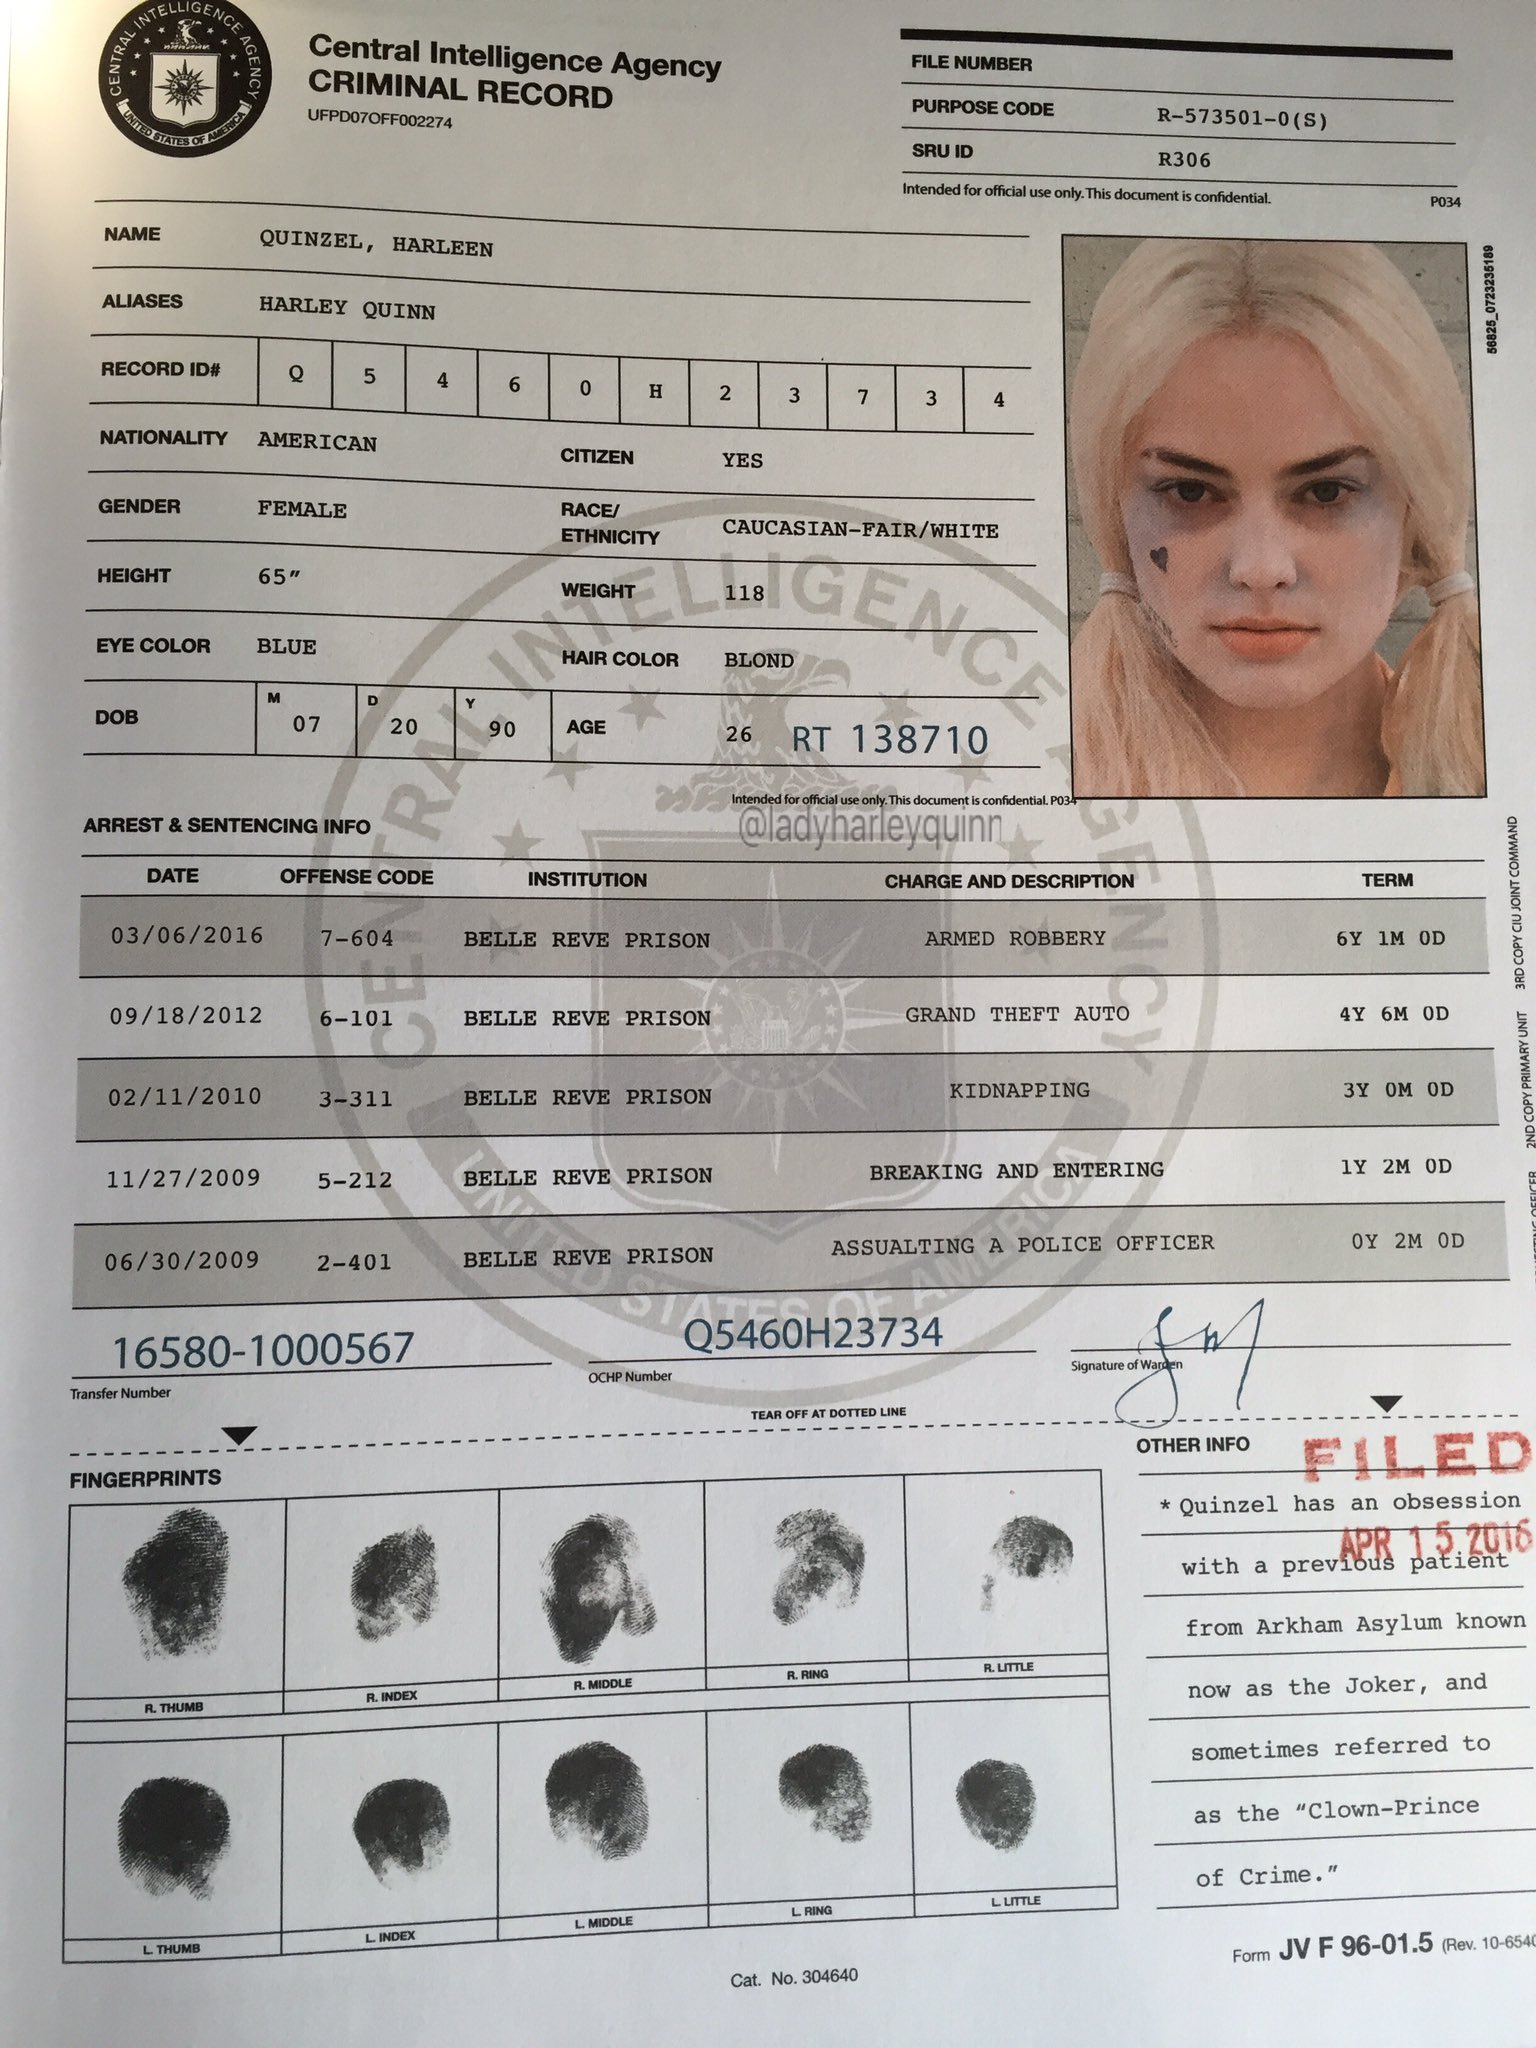 CENTRAL INTELLIGENCE AGENCY
UNITED STATES OF AMERICA
Central Intelligence Agency
CRIMINAL RECORD
UFPD07OFF002274
FILE NUMBER
PURPOSE CODE R-573501-0(S)
SRU ID R306
Intended for official use only. This document is confidential. P034
NAME QUINZEL, HARLEEN
ALIASES HARLEY QUINN
RECORD ID# Q 5 4 6 0 H 2 3 7 3 4
NATIONALITY AMERICAN CITIZEN YES
GENDER FEMALE RACE/ ETHNICITY CAUCASIAN-FAIR/WHITE
HEIGHT 65" WEIGHT 118
EYE COLOR BLUE HAIR COLOR BLOND
DOB M 07 D 20 Y 90 AGE 26 RT 138710
56825_0723235189
Intended for official use only. This document is confidential. P034
@ladyharleyquinn
CENTRAL INTELLIGENCE AGENCY
UNITED STATES OF AMERICA
ARREST & SENTENCING INFO
DATE OFFENSE CODE INSTITUTION CHARGE AND DESCRIPTION TERM
03/06/2016 7-604 BELLE REVE PRISON ARMED ROBBERY 6Y 1M 0D
09/18/2012 6-101 BELLE REVE PRISON GRAND THEFT AUTO 4Y 6M 0D
02/11/2010 3-311 BELLE REVE PRISON KIDNAPPING 3Y 0M 0D
11/27/2009 5-212 BELLE REVE PRISON BREAKING AND ENTERING 1Y 2M 0D
06/30/2009 2-401 BELLE REVE PRISON ASSUALTING A POLICE OFFICER 0Y 2M 0D
OFFICER 2ND COPY PRIMARY UNIT 3RD COPY CIU JOINT COMMAND
16580-1000567 Q5460H23734
Transfer Number OCHP Number Signature of Warden
TEAR OFF AT DOTTED LINE
FINGERPRINTS
R. THUMB R. INDEX R. MIDDLE R. RING R. LITTLE
L. THUMB L. INDEX L. MIDDLE L. RING L. LITTLE
OTHER INFO
FILED
APR 15 2016
* Quinzel has an obsession
with a previous patient
from Arkham Asylum known
now as the Joker, and
sometimes referred to
as the "Clown-Prince
of Crime."
Form JV F 96-01.5 (Rev. 10-6540
Cat. No. 304640